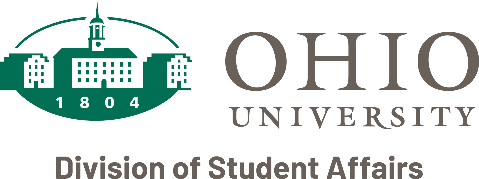 1804
OHIO
UNIVERSITY
Division of Student Affairs